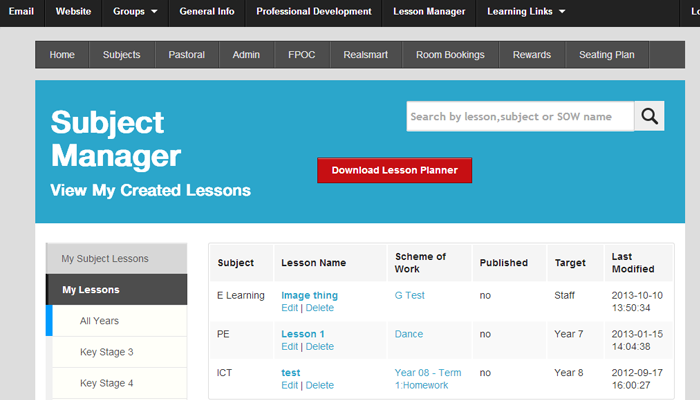 Email Website Groups General Info Professional Development Lesson Manager Learning Links
Home Subjects Pastoral Admin FPOC Realsmart Room Bookings Rewards Seating Plan
Subject
Manager
Search by lesson,subject or SOW name
Download Lesson Planner
View My Created Lessons
My Subject Lessons
My Lessons
All Years
Key Stage 3
Key Stage 4
Subject Lesson Name Scheme of Work Published Target Last Modified
E Learning Image thing G Test no Staff 2013-10-10
Edit | Delete 13:50:34
PE Lesson 1 Dance no Year 7 2013-01-15
Edit | Delete 14:04:38
ICT test Year 08 - Term no Year 8 2012-09-17
Edit | Delete 1:Homework 16:00:27